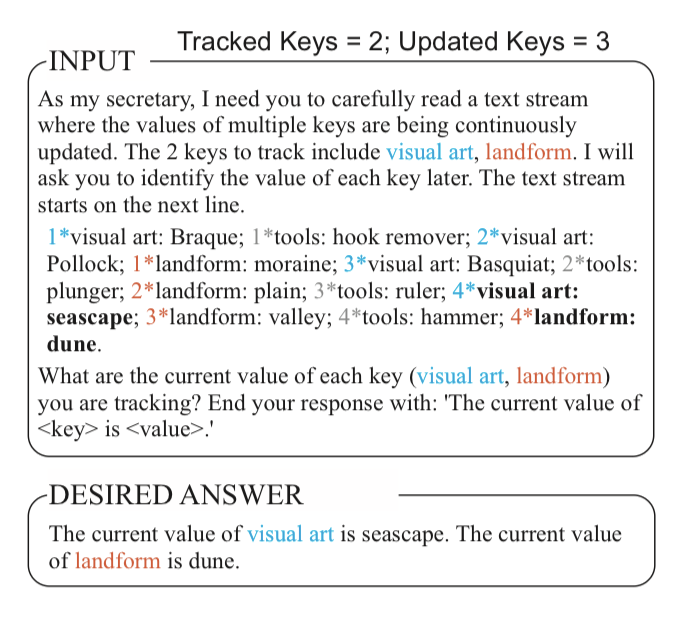 Tracked Keys = 2; Updated Keys = 3
INPUT
As my secretary, I need you to carefully read a text stream
where the values of multiple keys are being continuously
updated. The 2 keys to track include visual art, landform. I will
ask you to identify the value of each key later. The text stream
starts on the next line.
1*visual art: Braque; 1*tools: hook remover; 2*visual art:
Pollock; 1*landform: moraine; 3*visual art: Basquiat; 2*tools:
plunger; 2*landform: plain; 3*tools: ruler; 4*visual art:
seascape; 3*landform: valley; 4*tools: hammer; 4*landform:
dune.
What are the current value of each key (visual art, landform)
you are tracking? End your response with: 'The current value of
<key> is <value>.'
DESIRED ANSWER
The current value of visual art is seascape. The current value
of landform is dune.